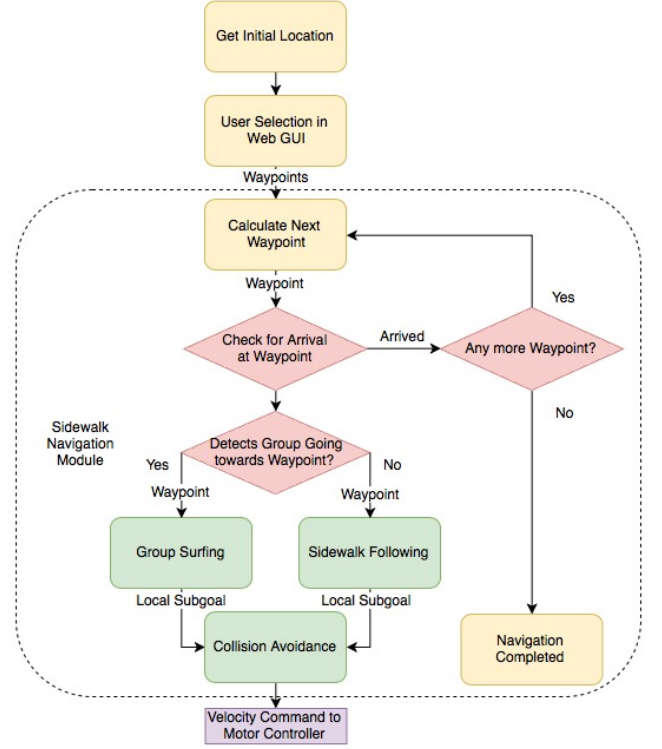 Get Initial Location
User Selection in
Web GUI
Waypoints
Calculate Next
Waypoint
Waypoint
Yes
Check for Arrival
at Waypoint
Arrived
Any more Waypoint?
No
Sidewalk
Navigation
Module
Detects Group Going
towards Waypoint?
Yes
No
Waypoint
Waypoint
Group Surfing
Sidewalk Following
Local Subgoal
Local Subgoal
Collision Avoidance
Navigation
Completed
Velocity Command to
Motor Controller